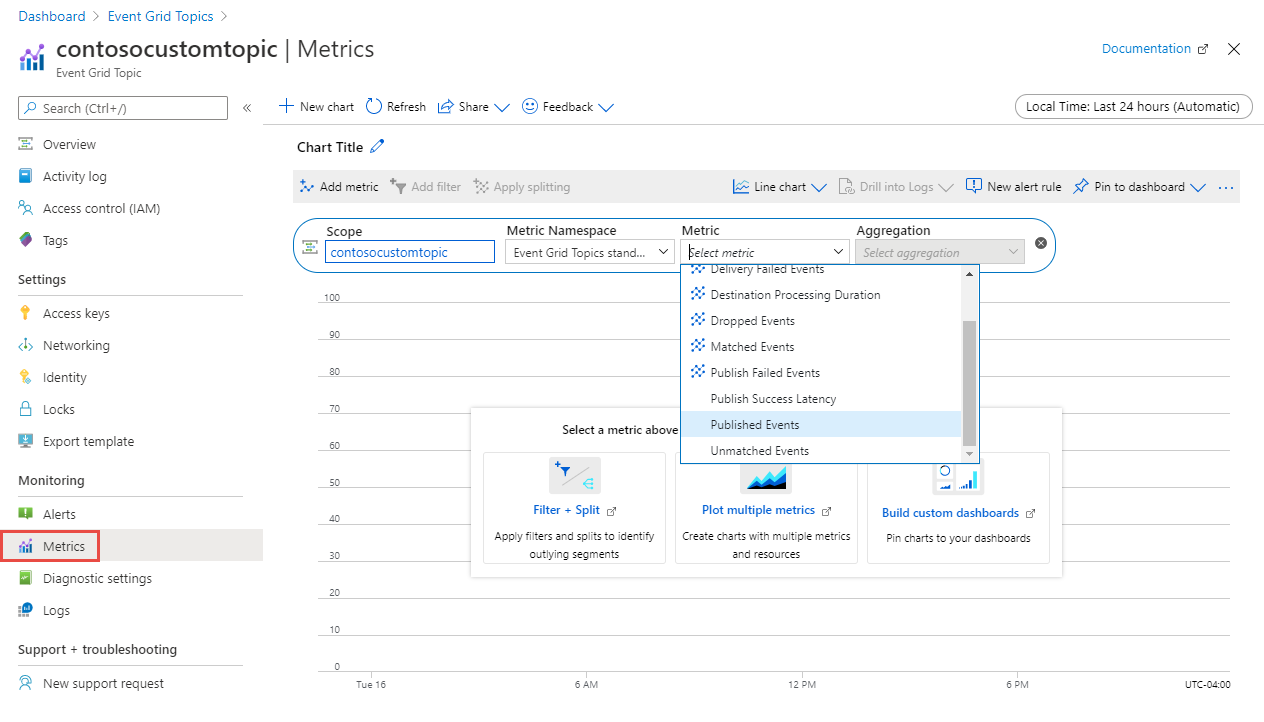 Dashboard > Event Grid Topics >
contosocustomtopic | Metrics
Event Grid Topic
Documentation
Search (Ctrl+/)
«
Overview
Activity log
Access control (IAM)
Tags
Settings
Access keys
Networking
Identity
Locks
Export template
Monitoring
Alerts
Metrics
Diagnostic settings
Logs
Support + troubleshooting
New support request
New chart Refresh Share Feedback
Local Time: Last 24 hours (Automatic)
Chart Title
Add metric Add filter Apply splitting
Line chart Drill into Logs New alert rule Pin to dashboard ...
Scope Metric Namespace Metric Aggregation
contosocustomtopic Event Grid Topics stand... Select metric Select aggregation
Delivery Failed Events
Destination Processing Duration
Dropped Events
Matched Events
Publish Failed Events
Publish Success Latency
Published Events
Unmatched Events
100
90
80
70
60
50
40
30
20
10
0
Select a metric above
Filter + Split
Apply filters and splits to identify
outlying segments
Plot multiple metrics
Create charts with multiple metrics
and resources
Build custom dashboards
Pin charts to your dashboards
Tue 16 6 AM 12 PM 6 PM UTC-04:00